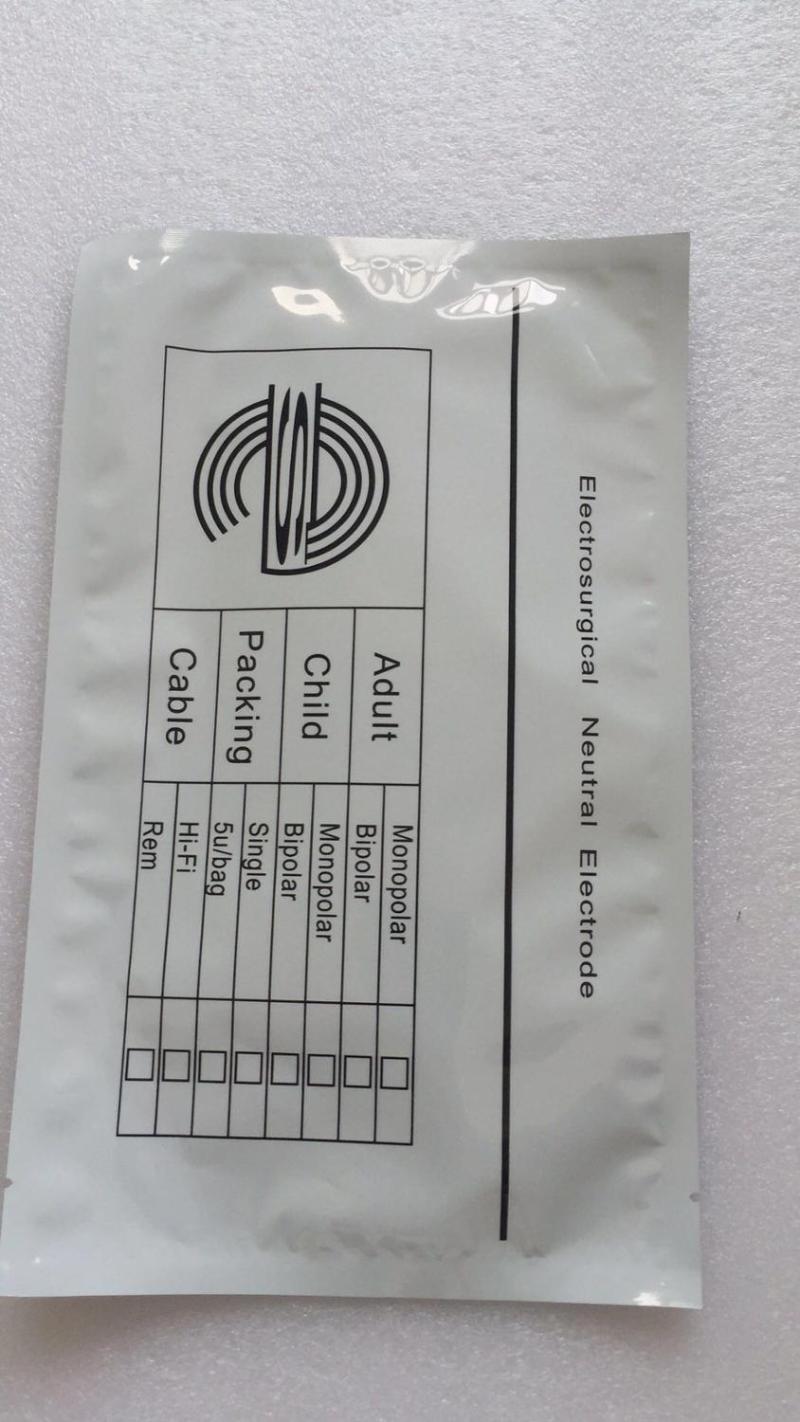 Electrosurgical Neutral Electrode
Adult
Monopolar
Bipolar
Child
Monopolar
Bipolar
Packing
Single
5u/bag
Cable
Hi-Fi
Rem